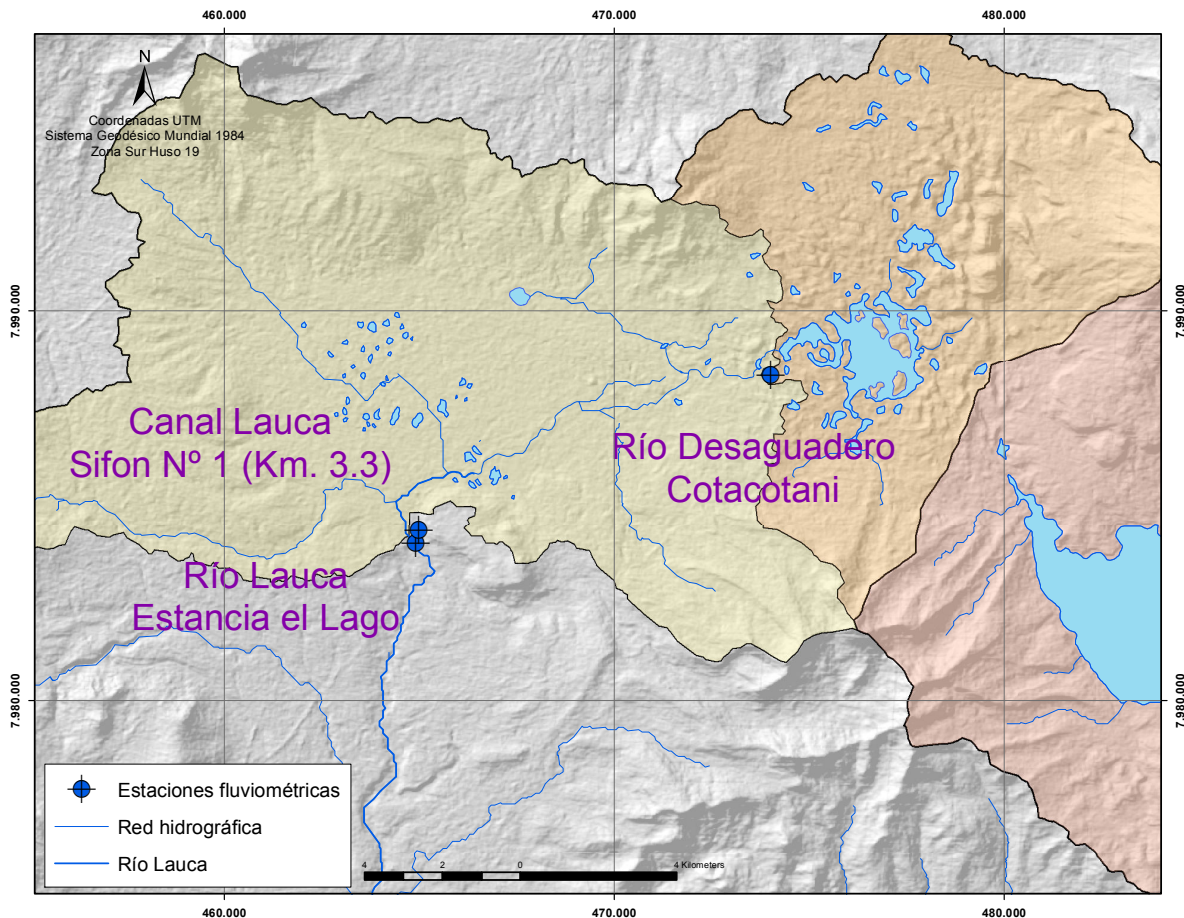 460.000
470.000
480.000
N
Coordenadas UTM
Sistema Geodésico Mundial 1984
Zona Sur Huso 19
7.990.000
7.990.000
Canal Lauca
Sifon Nº 1 (Km. 3.3)
Río Desaguadero
Cotacotani
Río Lauca
Estancia el Lago
7.980.000
7.980.000
Estaciones fluviométricas
Red hidrográfica
Río Lauca
4
2
0
4 Kilometers
460.000
470.000
480.000